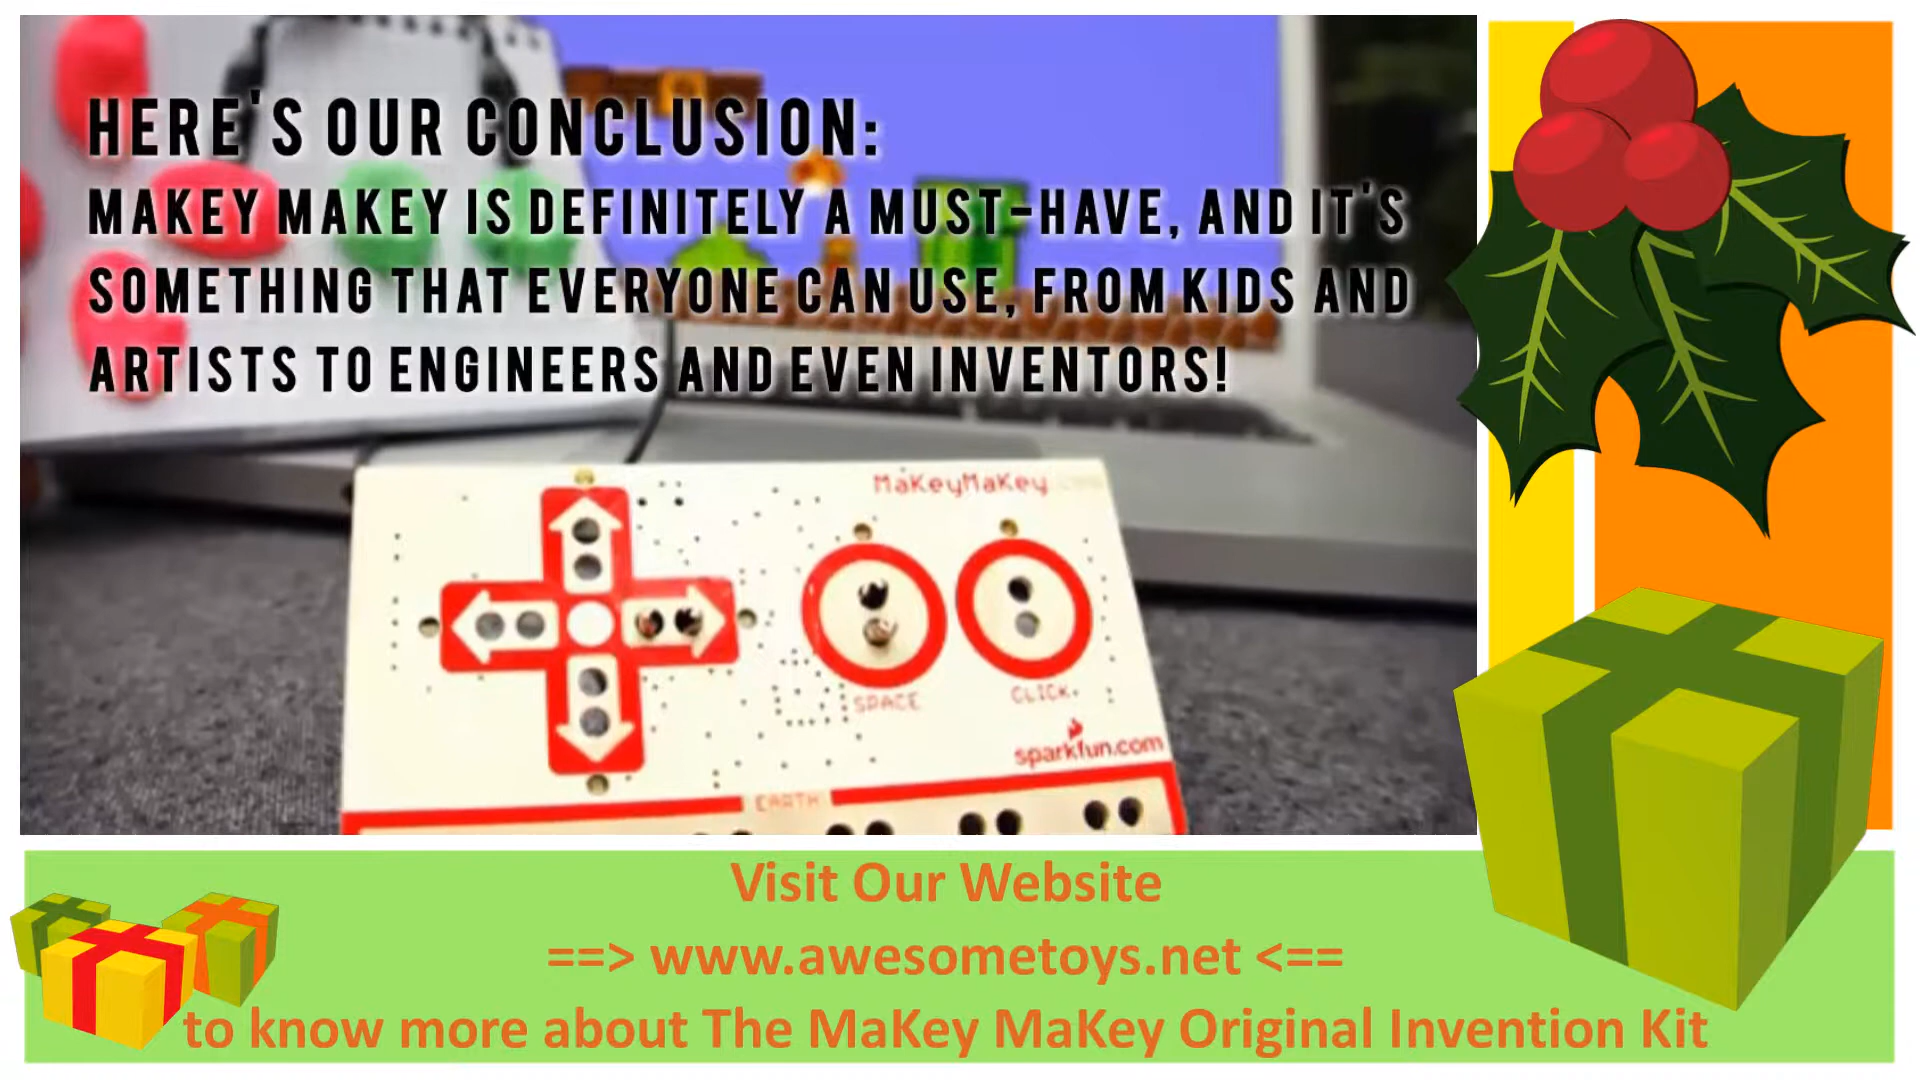 HERE'S OUR CONCLUSION:
MAKEY MAKEY IS DEFINITELY A MUST-HAVE, AND IT'S
SOMETHING THAT EVERYONE CAN USE, FROM KIDS AND
ARTISTS TO ENGINEERS AND EVEN INVENTORS!
MaKeyMaKey
SPACE
CLICK
sparkfun.com
EARTH
Visit Our Website
==> www.awesometoys.net <==
to know more about The MaKey MaKey Original Invention Kit